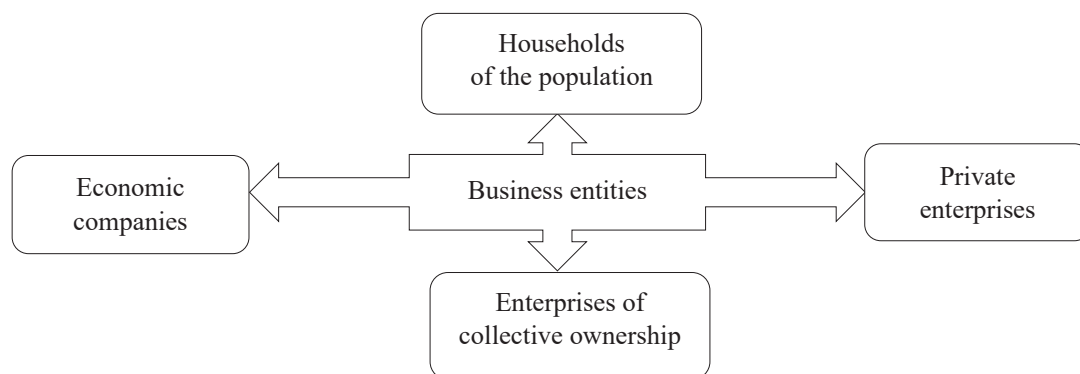 Households
of the population
Economic
companies
Business entities
Private
enterprises
Enterprises of
collective ownership